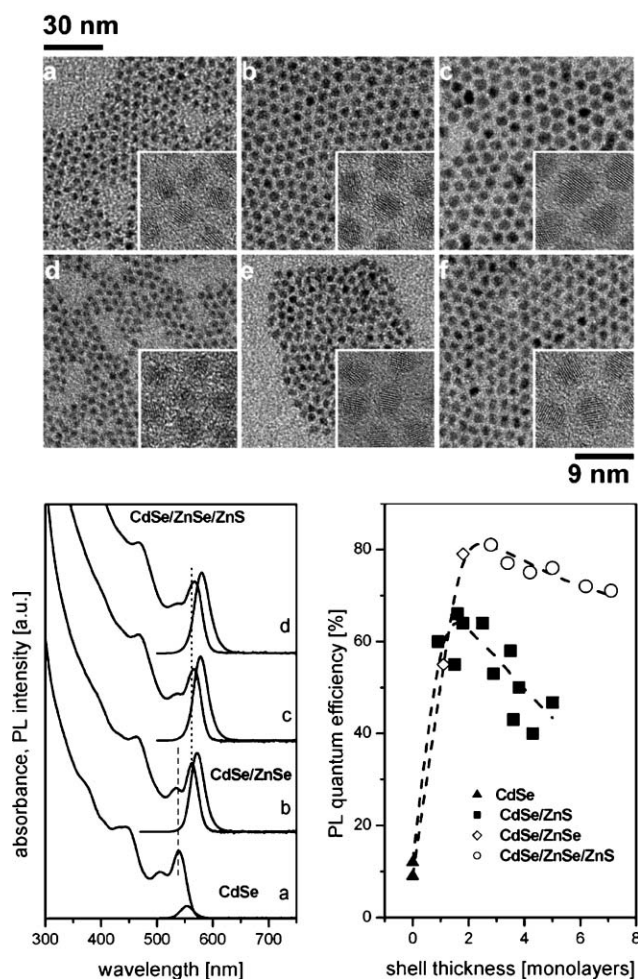 30 nm
a
b
c
d
e
f
9 nm
CdSe/ZnSe/ZnS
d
c
CdSe/ZnSe
b
CdSe
a
absorbance, PL intensity [a.u.]
300 400 500 600 700
wavelength [nm]
80
60
40
20
0
PL quantum efficiency [%]
CdSe
CdSe/ZnS
CdSe/ZnSe
CdSe/ZnSe/ZnS
0 2 4 6 8
shell thickness [monolayers]